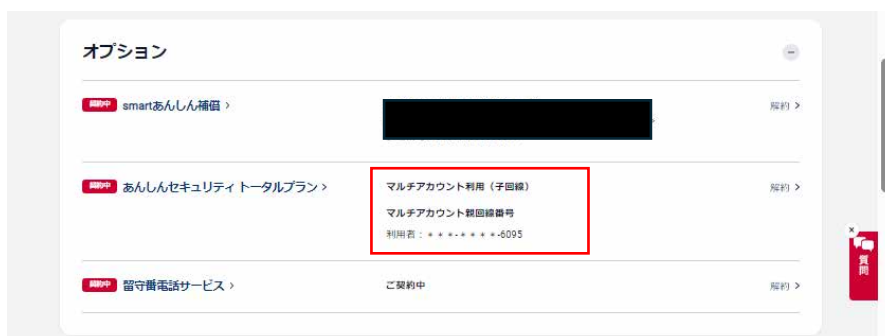 オプション
契約中 smartあんしん補償 >
解約 >
契約中 あんしんセキュリティ トータルプラン >
マルチアカウント利用（子回線）
マルチアカウント親回線番号
利用者：＊＊＊-＊＊＊＊-6095
解約 >
契約中 留守番電話サービス >
ご契約中
解約 >
×
質問